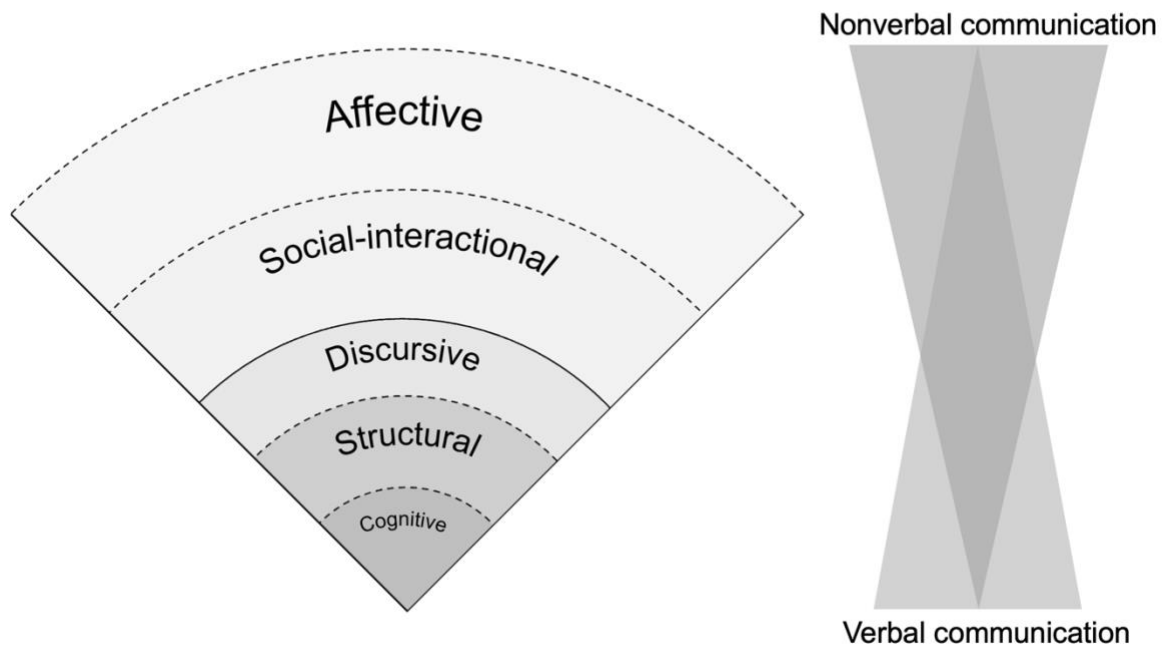 Affective
Social-interactional
Discursive
Structural
Cognitive
Nonverbal communication
Verbal communication